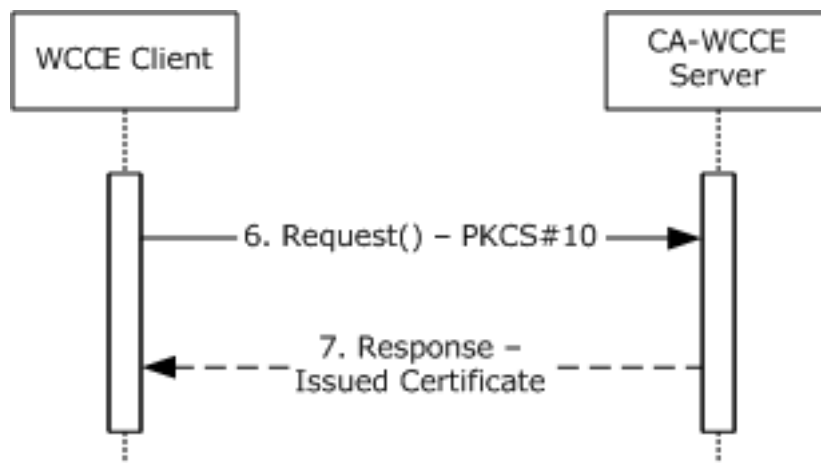 WCCE Client
CA-WCCE
Server
6. Request() – PKCS#10
7. Response –
Issued Certificate